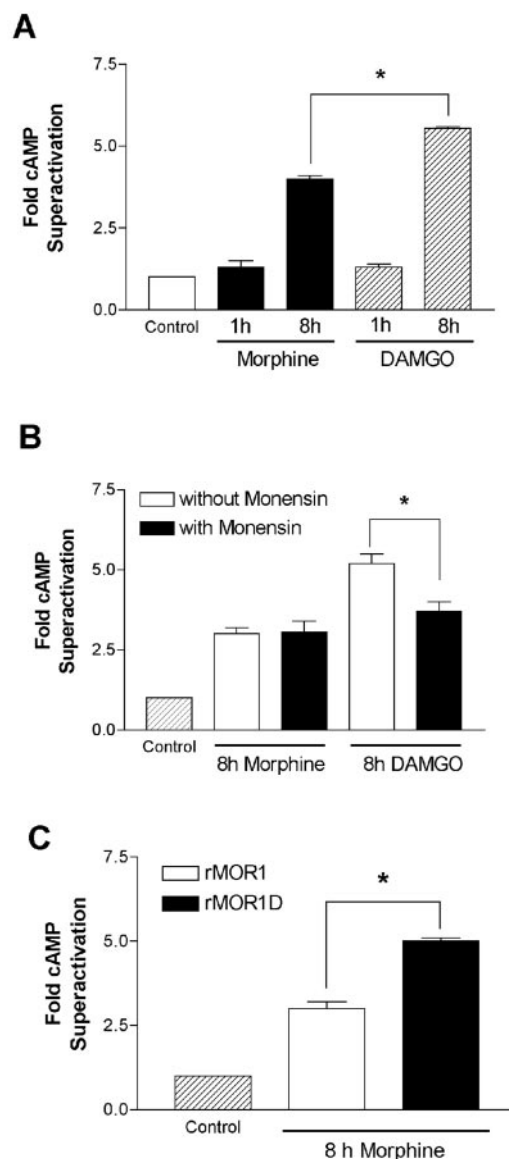 A
Fold cAMP
Superactivation
7.5
5.0
2.5
0.0
*
Control
1h
8h
1h
8h
Morphine
DAMGO
B
Fold cAMP
Superactivation
7.5
5.0
2.5
0.0
without Monensin
with Monensin
*
Control
8h Morphine
8h DAMGO
C
Fold cAMP
Superactivation
7.5
5.0
2.5
0.0
rMOR1
rMOR1D
*
Control
8 h Morphine